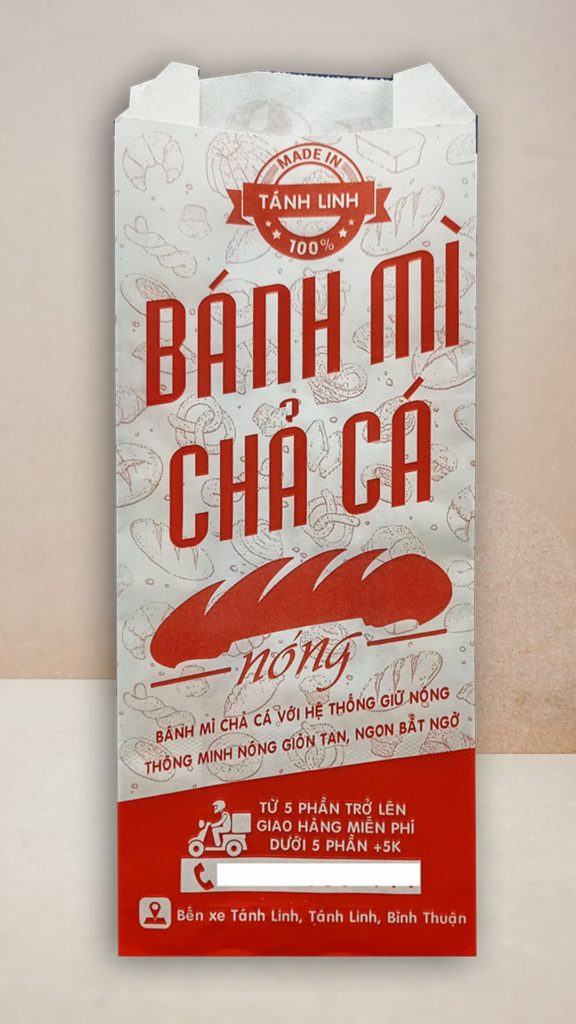 MADE IN
TÁNH LINH
100%
BÁNH MÌ
CHẢ CÁ
nóng
BÁNH MÌ CHẢ CÁ VỚI HỆ THỐNG GIỮ NÓNG
THÔNG MINH NÓNG GIÒN TAN, NGON BẤT NGỜ
TỪ 5 PHẦN TRỞ LÊN
GIAO HÀNG MIỄN PHÍ
DƯỚI 5 PHẦN +5K
Bến xe Tánh Linh, Tánh Linh, Bình Thuận